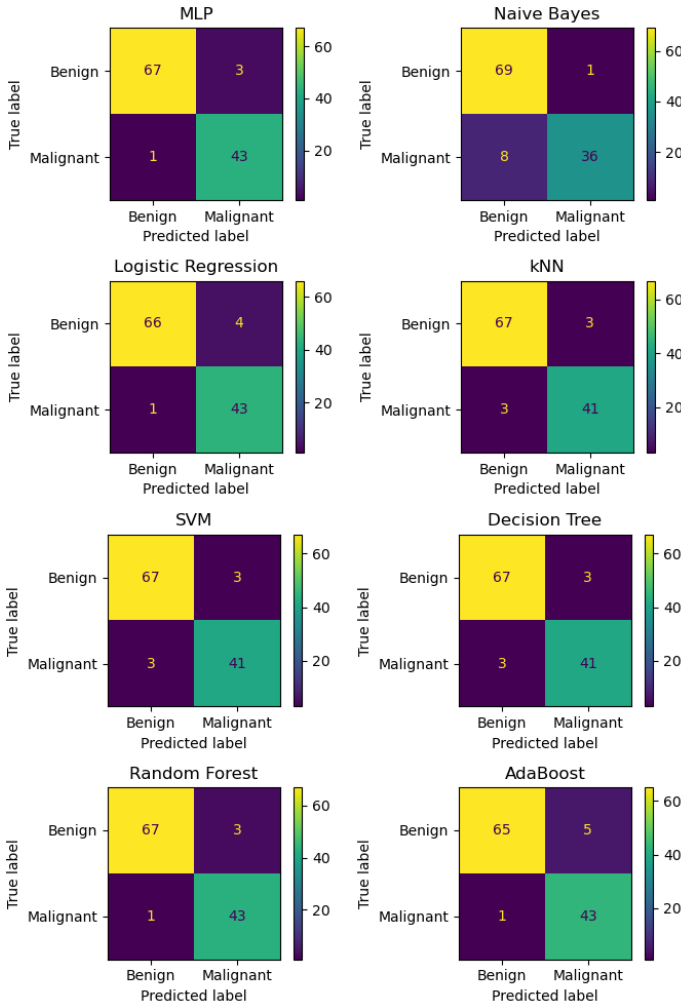 MLP
True label
Benign
67
3
Malignant
1
43
Benign
Malignant
Predicted label
60
40
20
Naive Bayes
True label
Benign
69
1
Malignant
8
36
Benign
Malignant
Predicted label
60
40
20
Logistic Regression
True label
Benign
66
4
Malignant
1
43
Benign
Malignant
Predicted label
60
40
20
kNN
True label
Benign
67
3
Malignant
3
41
Benign
Malignant
Predicted label
60
40
20
SVM
True label
Benign
67
3
Malignant
3
41
Benign
Malignant
Predicted label
60
40
20
Decision Tree
True label
Benign
67
3
Malignant
3
41
Benign
Malignant
Predicted label
60
40
20
Random Forest
True label
Benign
67
3
Malignant
1
43
Benign
Malignant
Predicted label
60
40
20
AdaBoost
True label
Benign
65
5
Malignant
1
43
Benign
Malignant
Predicted label
60
40
20